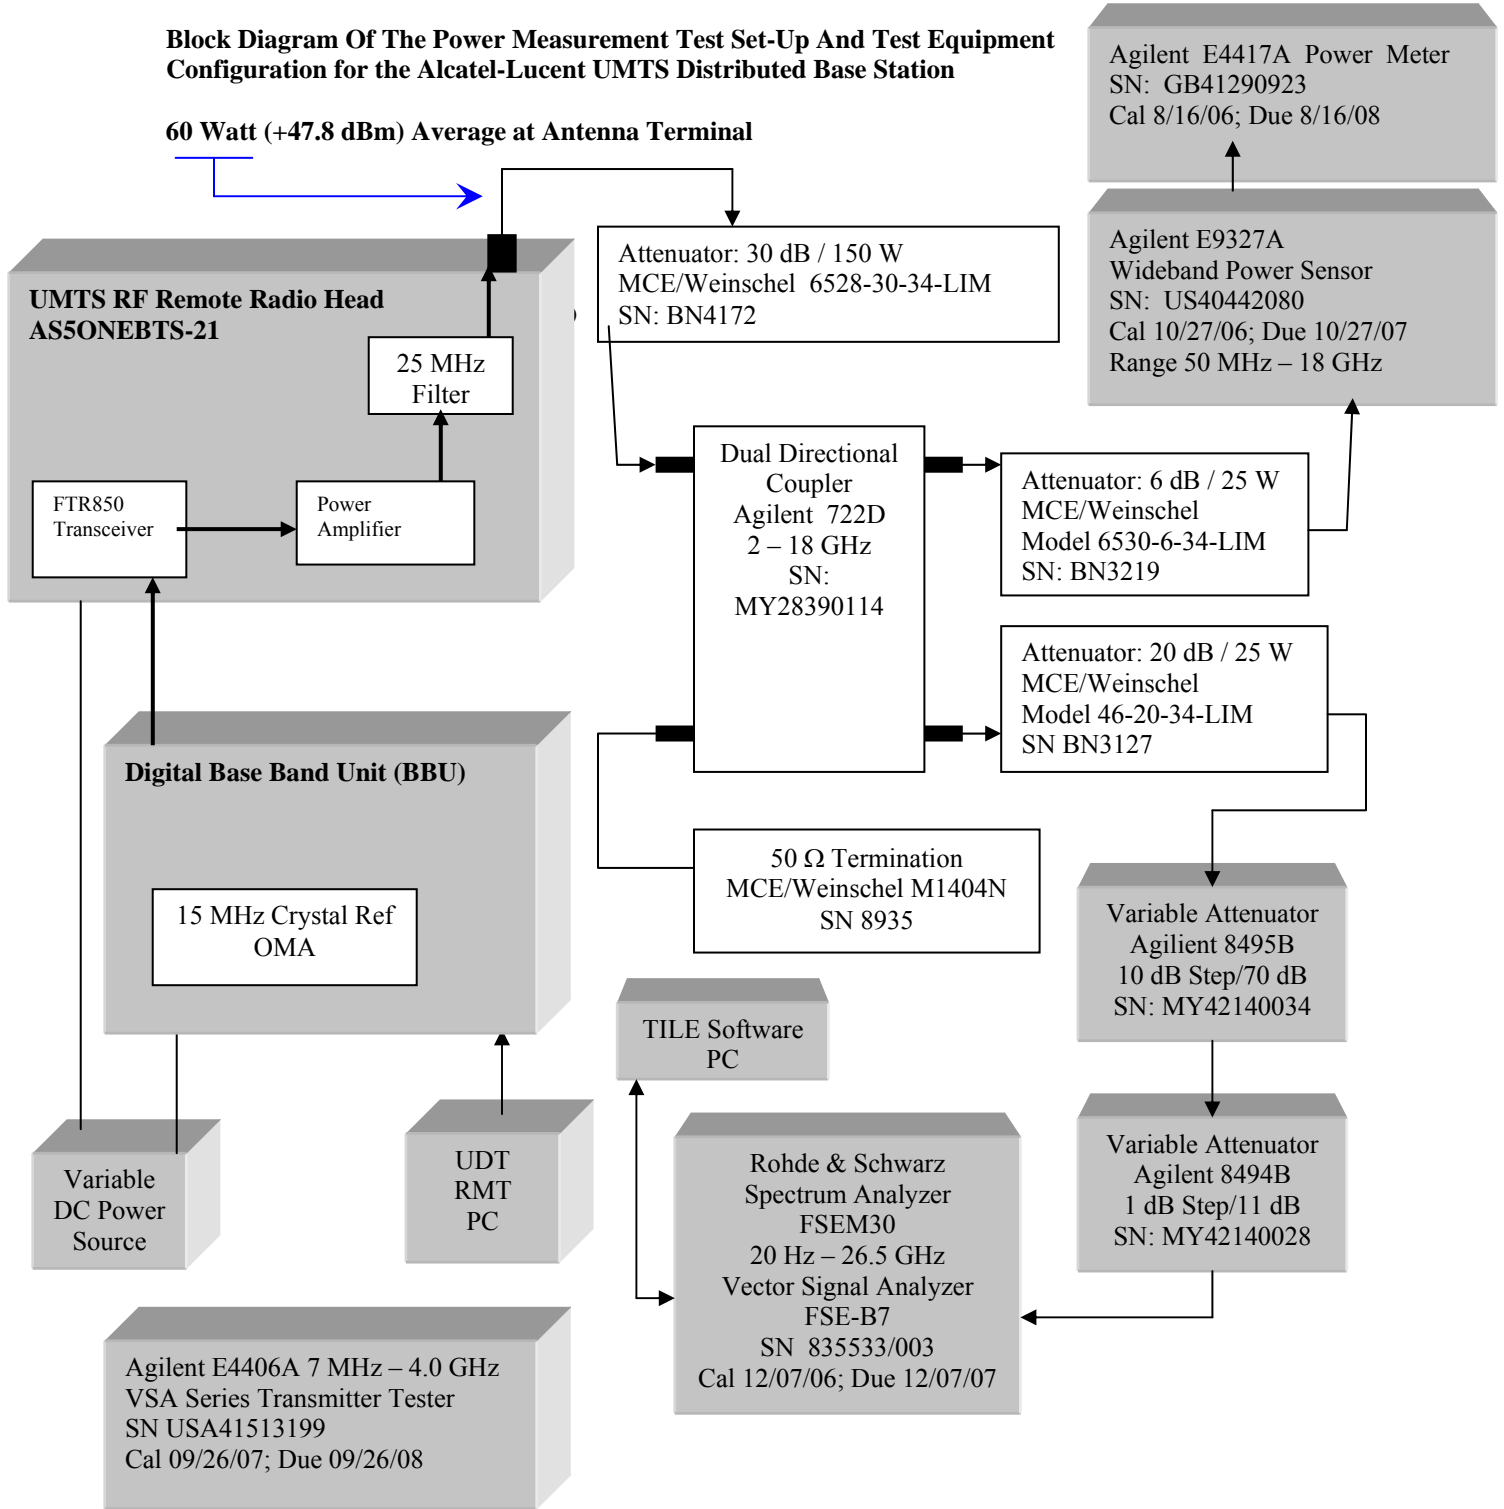 Block Diagram Of The Power Measurement Test Set-Up And Test Equipment
Configuration for the Alcatel-Lucent UMTS Distributed Base Station
60 Watt (+47.8 dBm) Average at Antenna Terminal
Agilent E4417A Power Meter
SN: GB41290923
Cal 8/16/06; Due 8/16/08
Agilent E9327A
Wideband Power Sensor
SN: US40442080
Cal 10/27/06; Due 10/27/07
Range 50 MHz – 18 GHz
Attenuator: 30 dB / 150 W
MCE/Weinschel 6528-30-34-LIM
SN: BN4172
UMTS RF Remote Radio Head
AS5ONEBTS-21
25 MHz
Filter
FTR850
Transceiver
Power
Amplifier
Dual Directional
Coupler
Agilent 722D
2 – 18 GHz
SN:
MY28390114
Attenuator: 6 dB / 25 W
MCE/Weinschel
Model 6530-6-34-LIM
SN: BN3219
Attenuator: 20 dB / 25 W
MCE/Weinschel
Model 46-20-34-LIM
SN BN3127
Digital Base Band Unit (BBU)
15 MHz Crystal Ref
OMA
50 Ω Termination
MCE/Weinschel M1404N
SN 8935
Variable Attenuator
Agilient 8495B
10 dB Step/70 dB
SN: MY42140034
TILE Software
PC
Variable Attenuator
Agilent 8494B
1 dB Step/11 dB
SN: MY42140028
Variable
DC Power
Source
UDT
RMT
PC
Rohde & Schwarz
Spectrum Analyzer
FSEM30
20 Hz – 26.5 GHz
Vector Signal Analyzer
FSE-B7
SN 835533/003
Cal 12/07/06; Due 12/07/07
Agilent E4406A 7 MHz – 4.0 GHz
VSA Series Transmitter Tester
SN USA41513199
Cal 09/26/07; Due 09/26/08